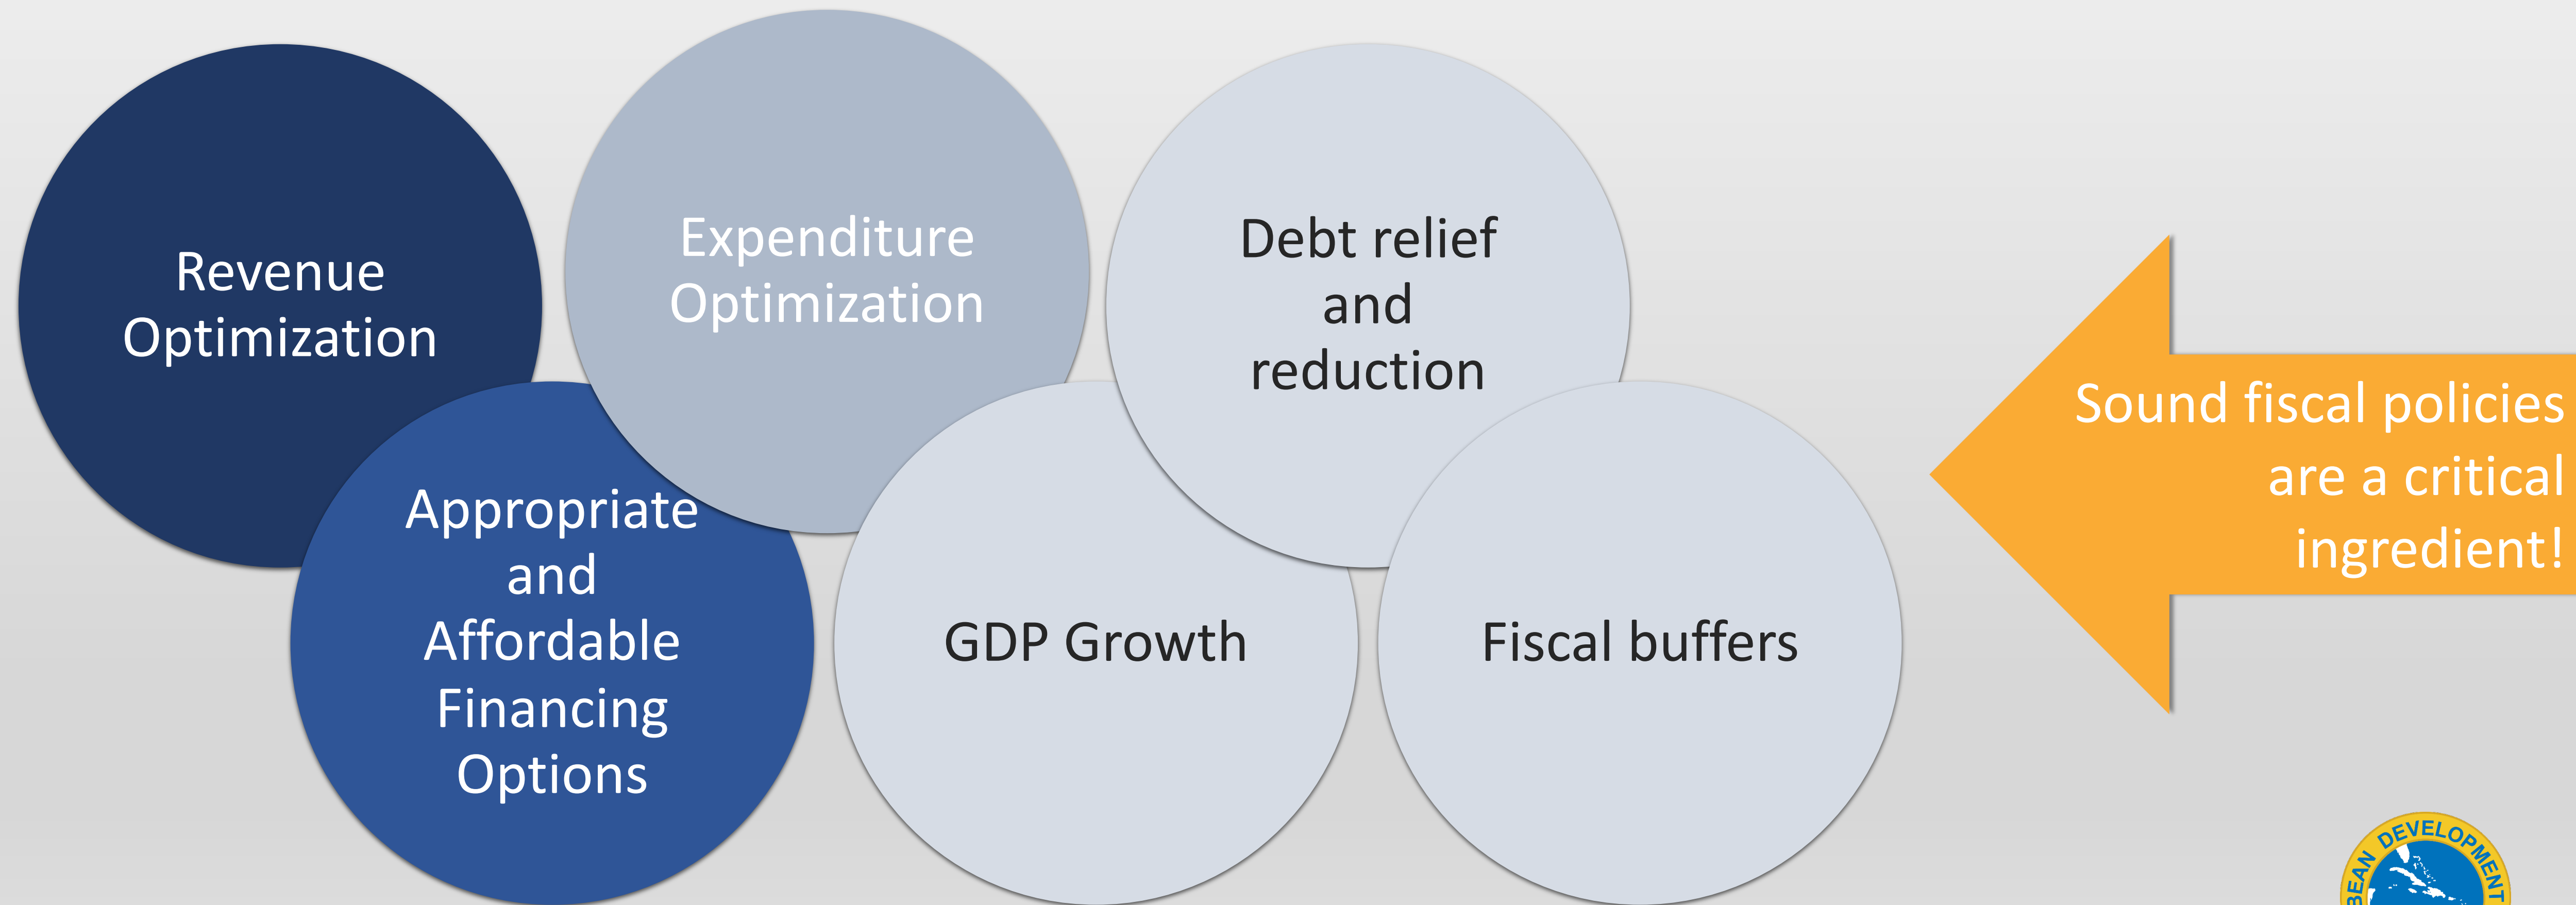 Revenue
Optimization
Appropriate
and
Affordable
Financing
Options
Expenditure
Optimization
GDP Growth
Debt relief
and
reduction
Fiscal buffers
Sound fiscal policies
are a critical
ingredient!
DEVELOPMENT